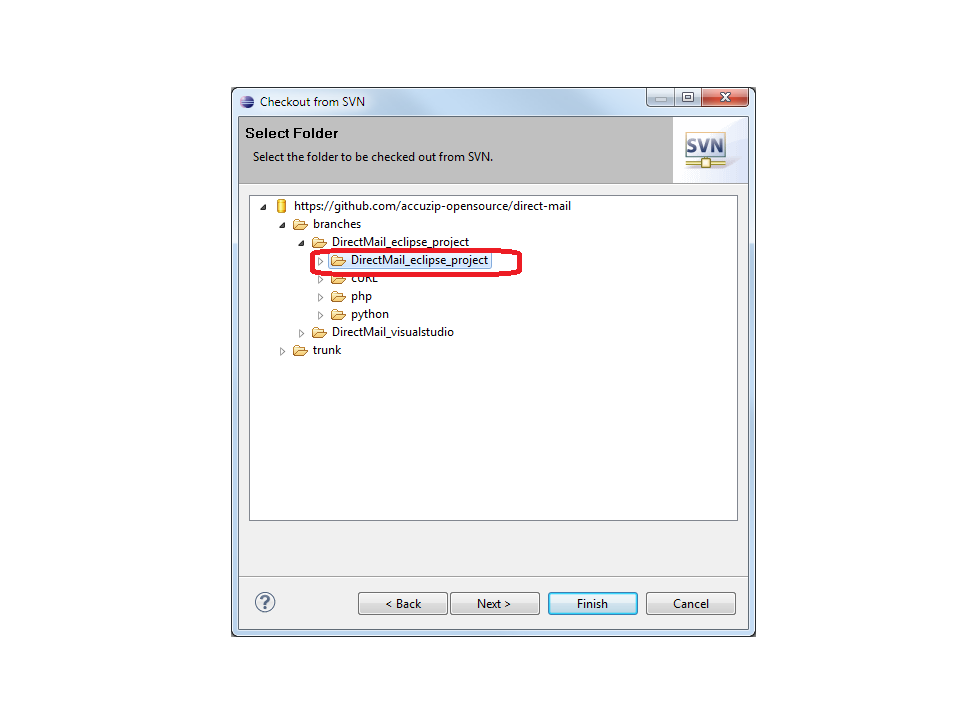 Checkout from SVN
Select Folder
Select the folder to be checked out from SVN.
SVN
https://github.com/accuzip-opensource/direct-mail
branches
DirectMail_eclipse_project
DirectMail_eclipse_project
cURL
php
python
DirectMail_visualstudio
trunk
?
< Back
Next >
Finish
Cancel